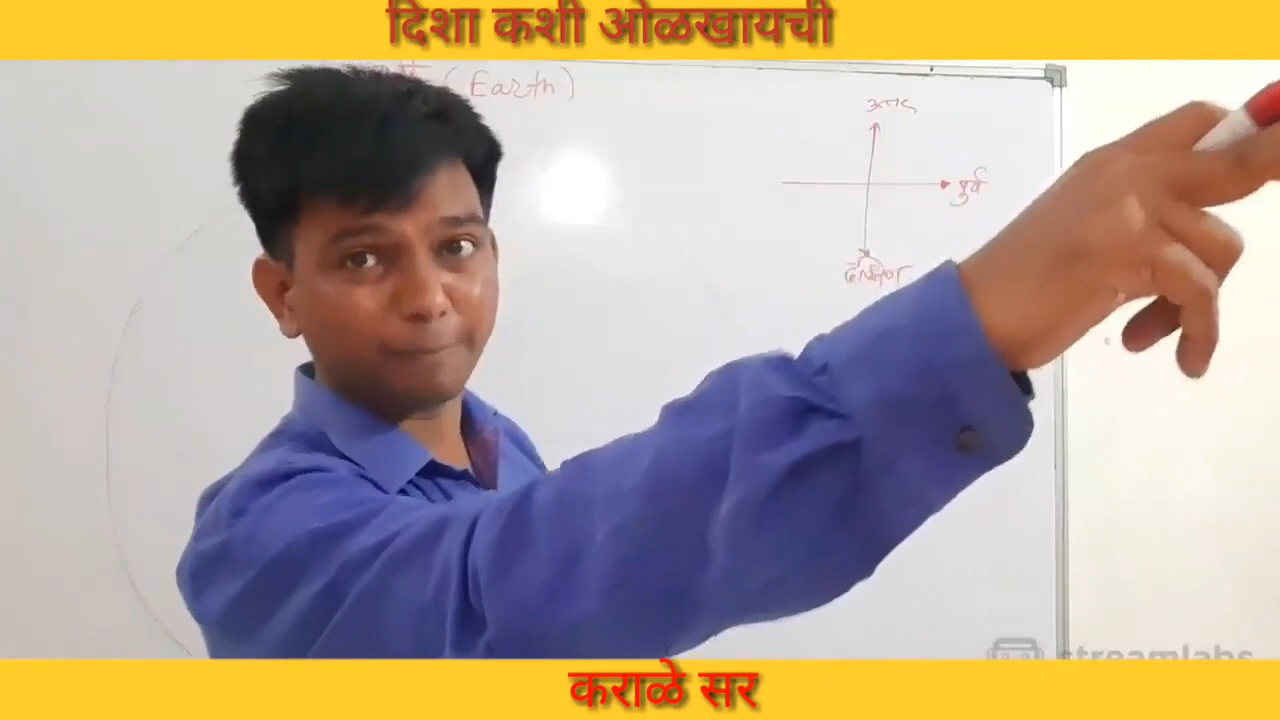 दिशा कशी ओळखायची
(Earth)
उत्तर
पुर्व
दक्षिण
streamlabs
कराळे सर